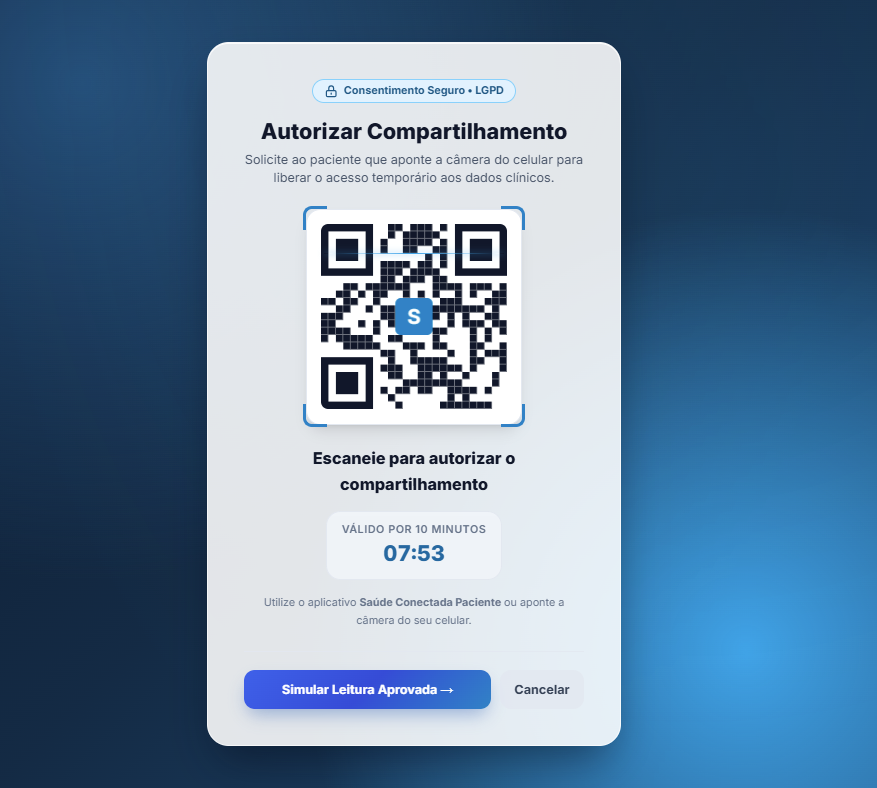 Consentimento Seguro • LGPD
Autorizar Compartilhamento
Solicite ao paciente que aponte a câmera do celular para
liberar o acesso temporário aos dados clínicos.
S
Escaneie para autorizar o
compartilhamento
VÁLIDO POR 10 MINUTOS
07:53
Utilize o aplicativo Saúde Conectada Paciente ou aponte a
câmera do seu celular.
Simular Leitura Aprovada →
Cancelar